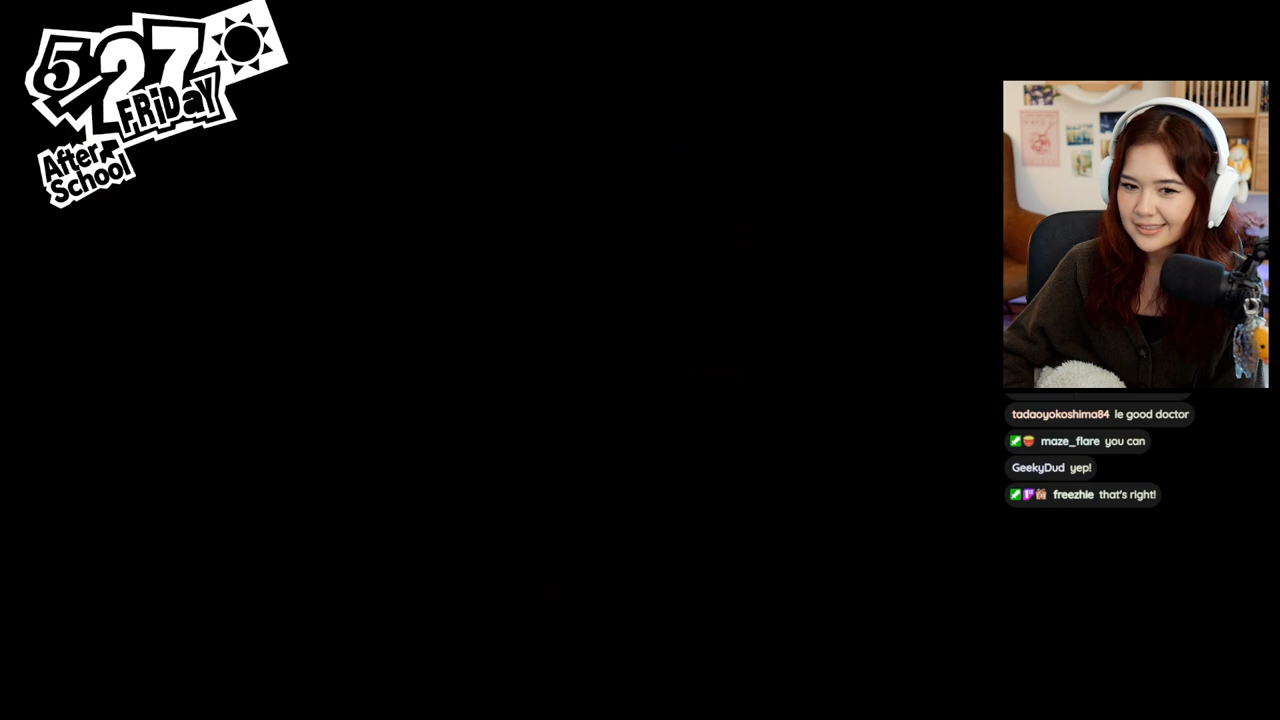 5/27
FRiDaY
After
School
tadaoyokoshima84 le good doctor
maze_flare you can
GeekyDud yep!
freezhie that's right!